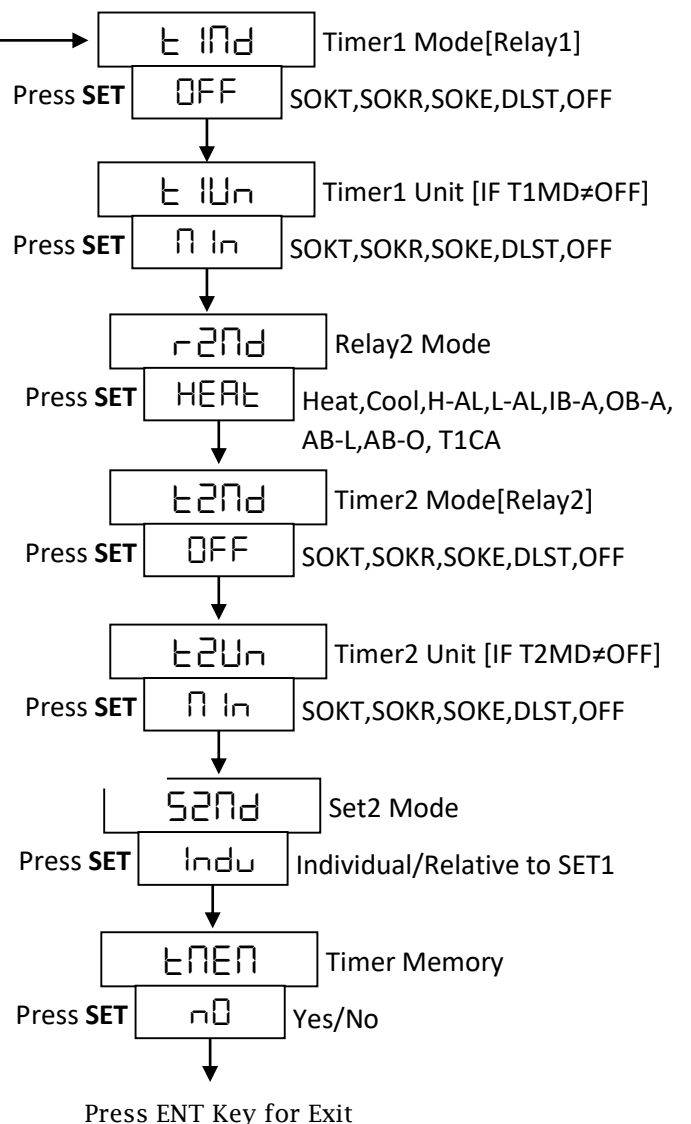 t1Md Timer1 Mode[Relay1]
Press SET OFF SOKT,SOKR,SOKE,DLST,OFF
t1Un Timer1 Unit [IF T1MD≠OFF]
Press SET MIn SOKT,SOKR,SOKE,DLST,OFF
r2Md Relay2 Mode
Press SET HEAt Heat,Cool,H-AL,L-AL,IB-A,OB-A,
AB-L,AB-O, T1CA
t2Md Timer2 Mode[Relay2]
Press SET OFF SOKT,SOKR,SOKE,DLST,OFF
t2Un Timer2 Unit [IF T2MD≠OFF]
Press SET MIn SOKT,SOKR,SOKE,DLST,OFF
S2Md Set2 Mode
Press SET Indu Individual/Relative to SET1
tMEM Timer Memory
Press SET nO Yes/No
Press ENT Key for Exit